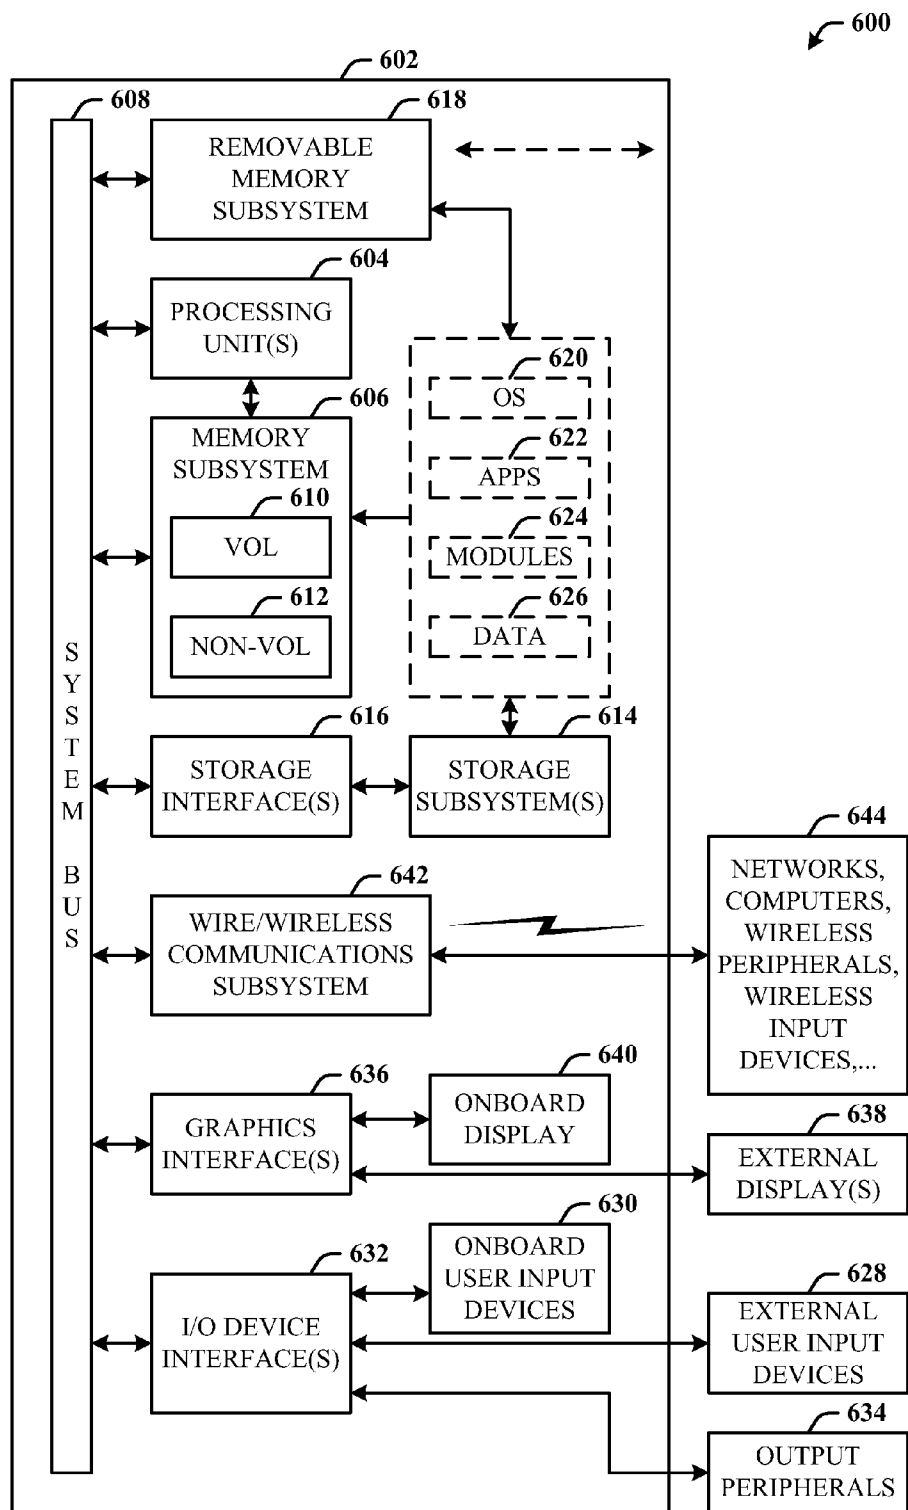 600
602
608
618
REMOVABLE
MEMORY
SUBSYSTEM
604
PROCESSING
UNIT(S)
606
MEMORY
SUBSYSTEM
610
VOL
612
NON-VOL
620
OS
622
APPS
624
MODULES
626
DATA
SYSTEM BUS
616
STORAGE
INTERFACE(S)
614
STORAGE
SUBSYSTEM(S)
642
WIRE/WIRELESS
COMMUNICATIONS
SUBSYSTEM
644
NETWORKS,
COMPUTERS,
WIRELESS
PERIPHERALS,
WIRELESS
INPUT
DEVICES,...
636
GRAPHICS
INTERFACE(S)
640
ONBOARD
DISPLAY
638
EXTERNAL
DISPLAY(S)
632
I/O DEVICE
INTERFACE(S)
630
ONBOARD
USER INPUT
DEVICES
628
EXTERNAL
USER INPUT
DEVICES
634
OUTPUT
PERIPHERALS